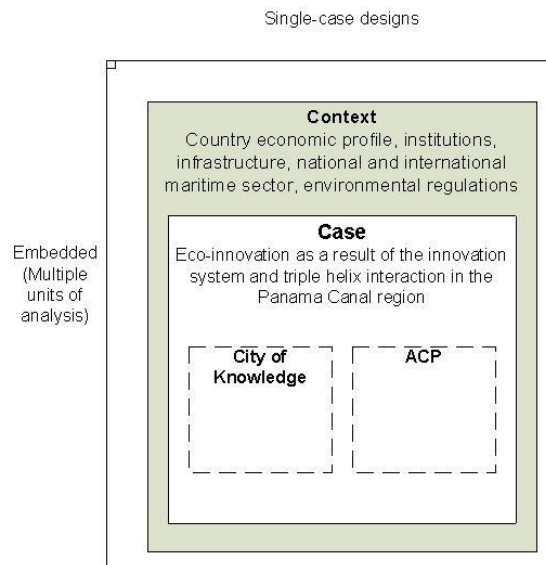 Single-case designs
Context
Country economic profile, institutions,
infrastructure, national and international
maritime sector, environmental regulations
Case
Eco-innovation as a result of the innovation
system and triple helix interaction in the
Panama Canal region
Embedded
(Multiple
units of
analysis)
City of
Knowledge
ACP